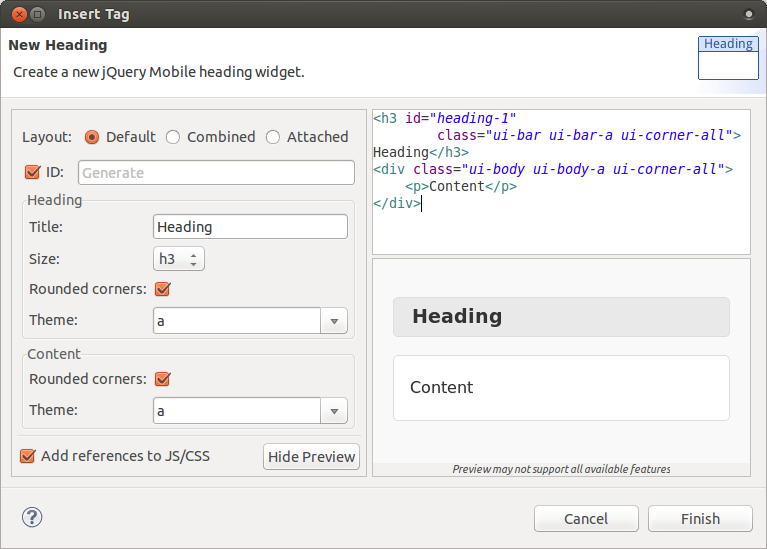 Insert Tag
New Heading
Create a new jQuery Mobile heading widget.
Heading
Layout: Default Combined Attached
ID: Generate
Heading
Title: Heading
Size: h3
Rounded corners:
Theme: a
Content
Rounded corners:
Theme: a
Add references to JS/CSS Hide Preview
<h3 id="heading-1"
class="ui-bar ui-bar-a ui-corner-all">
Heading</h3>
<div class="ui-body ui-body-a ui-corner-all">
<p>Content</p>
</div>
Heading
Content
Preview may not support all available features
? Cancel Finish